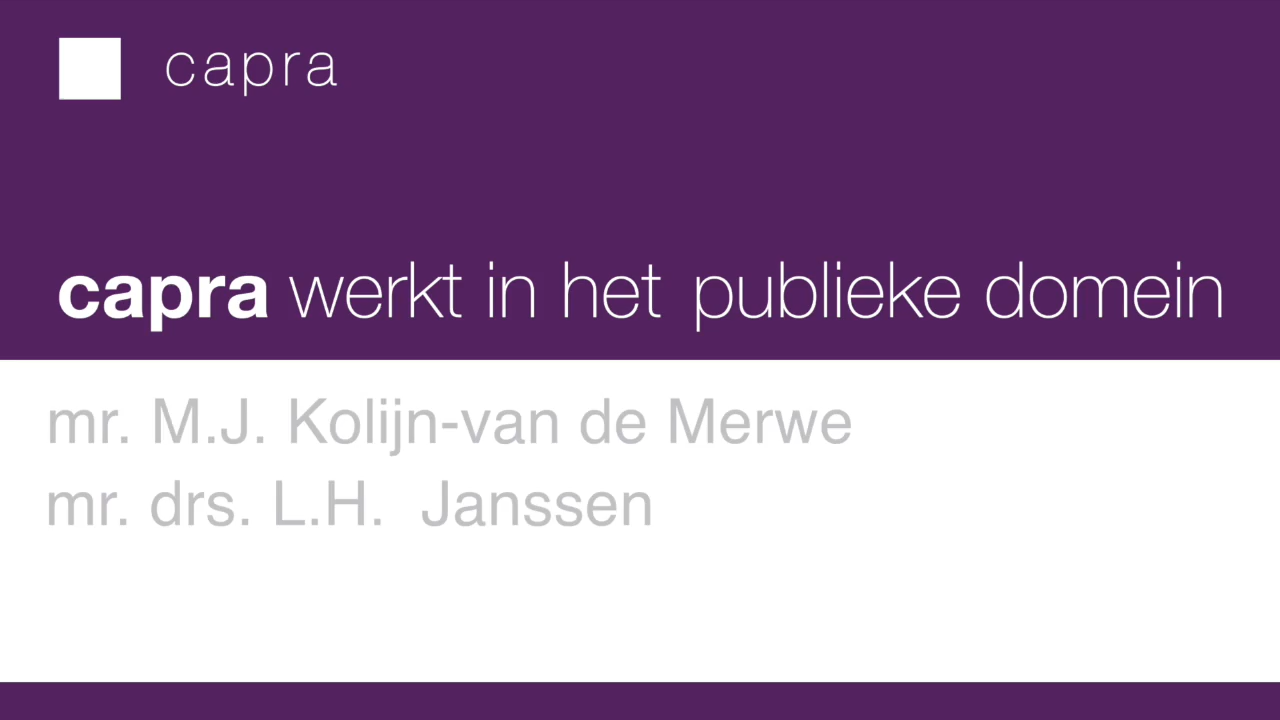 capra
capra werkt in het publieke domein
mr. M.J. Kolijn-van de Merwe
mr. drs. L.H. Janssen